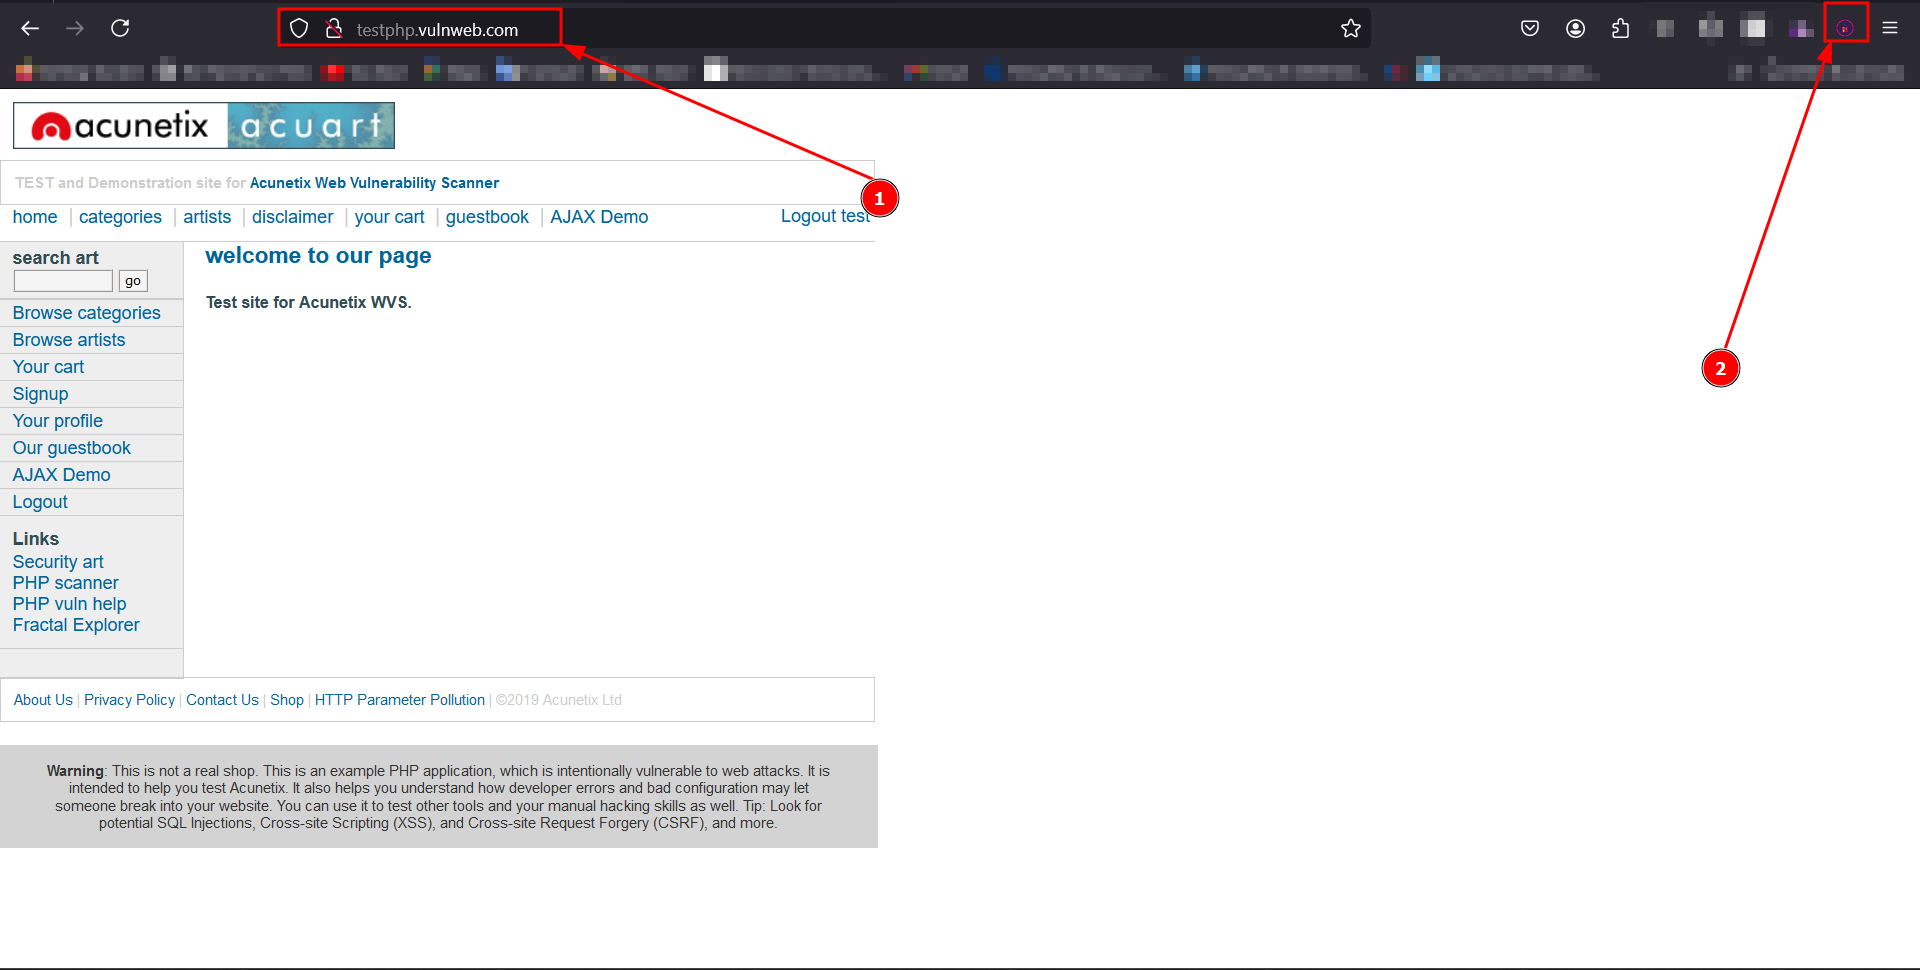 testphp.vulnweb.com
acunetix acuart
TEST and Demonstration site for Acunetix Web Vulnerability Scanner
home | categories | artists | disclaimer | your cart | guestbook | AJAX Demo Logout test
1
search art
go
welcome to our page
Test site for Acunetix WVS.
Browse categories
Browse artists
2
Your cart
Signup
Your profile
Our guestbook
AJAX Demo
Logout
Links
Security art
PHP scanner
PHP vuln help
Fractal Explorer
About Us | Privacy Policy | Contact Us | Shop | HTTP Parameter Pollution | ©2019 Acunetix Ltd
Warning: This is not a real shop. This is an example PHP application, which is intentionally vulnerable to web attacks. It is
intended to help you test Acunetix. It also helps you understand how developer errors and bad configuration may let
someone break into your website. You can use it to test other tools and your manual hacking skills as well. Tip: Look for
potential SQL Injections, Cross-site Scripting (XSS), and Cross-site Request Forgery (CSRF), and more.